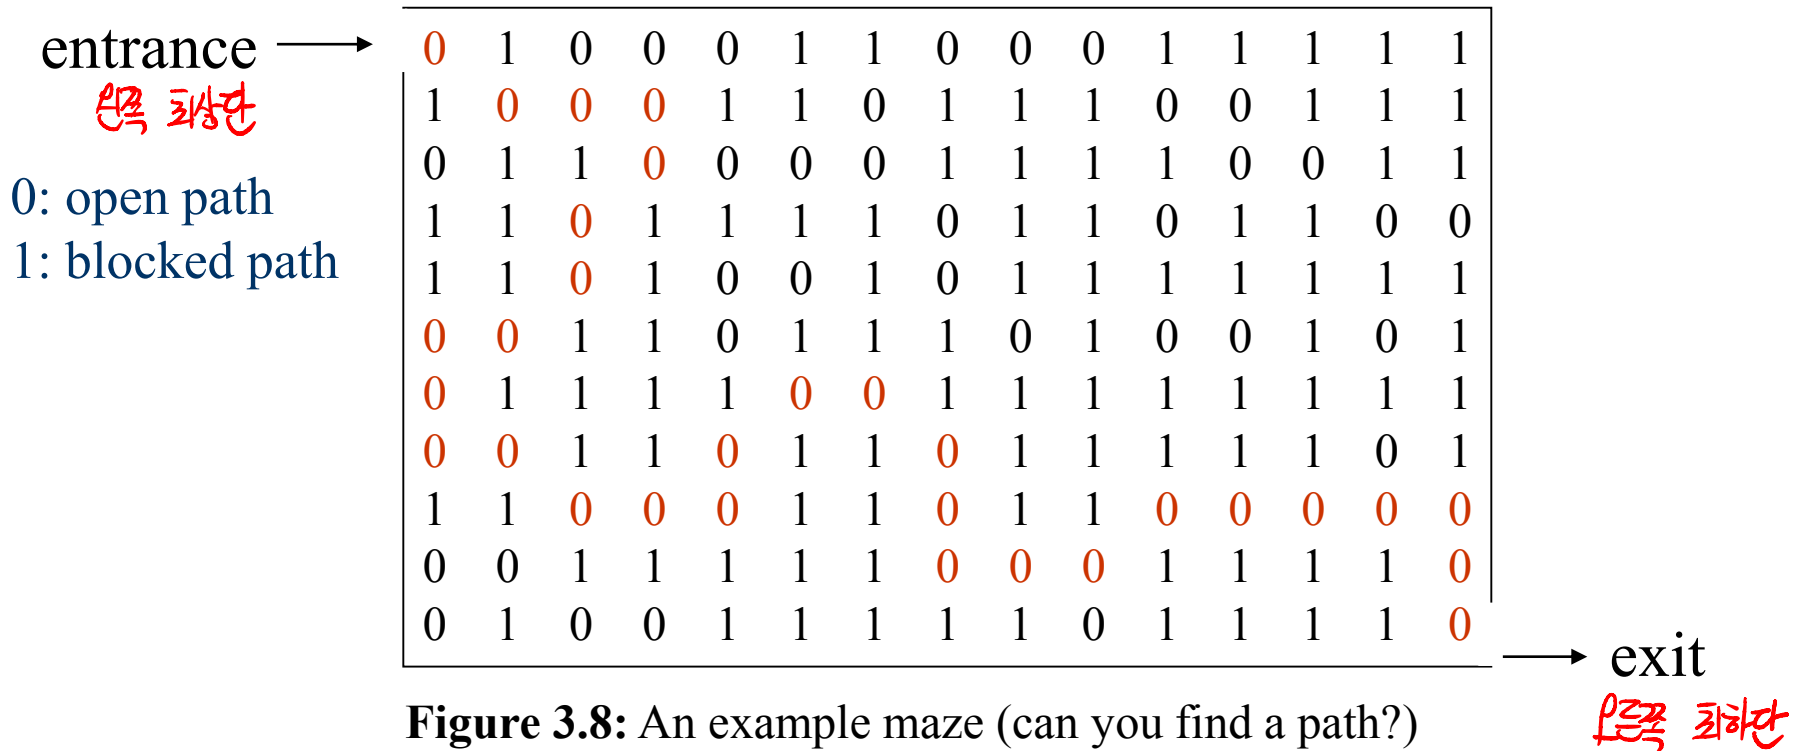 entrance → 0 1 0 0 0 1 1 0 0 0 1 1 1 1 1
왼쪽 최상단
1 0 0 0 1 1 0 1 1 1 0 0 1 1 1
0 1 1 0 0 0 0 1 1 1 1 0 0 1 1
0: open path
1 1 0 1 1 1 1 0 1 1 0 1 1 0 0
1: blocked path
1 1 0 1 0 0 1 0 1 1 1 1 1 1 1
0 0 1 1 0 1 1 1 0 1 0 0 1 0 1
0 1 1 1 1 0 0 1 1 1 1 1 1 1 1
0 0 1 1 0 1 1 0 1 1 1 1 1 0 1
1 1 0 0 0 1 1 0 1 1 0 0 0 0 0
0 0 1 1 1 1 1 0 0 0 1 1 1 1 0
0 1 0 0 1 1 1 1 1 0 1 1 1 1 0
→ exit
오른쪽 최하단
Figure 3.8: An example maze (can you find a path?)